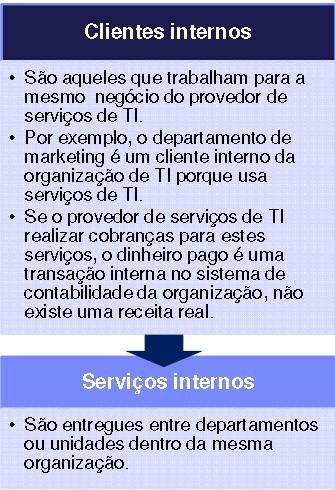 Clientes internos
• São aqueles que trabalham para a
mesmo negócio do provedor de
serviços de TI.
• Por exemplo, o departamento de
marketing é um cliente interno da
organização de TI porque usa
serviços de TI.
• Se o provedor de serviços de TI
realizar cobranças para estes
serviços, o dinheiro pago é uma
transação interna no sistema de
contabilidade da organização, não
existe uma receita real.
Serviços internos
• São entregues entre departamentos
ou unidades dentro da mesma
organização.